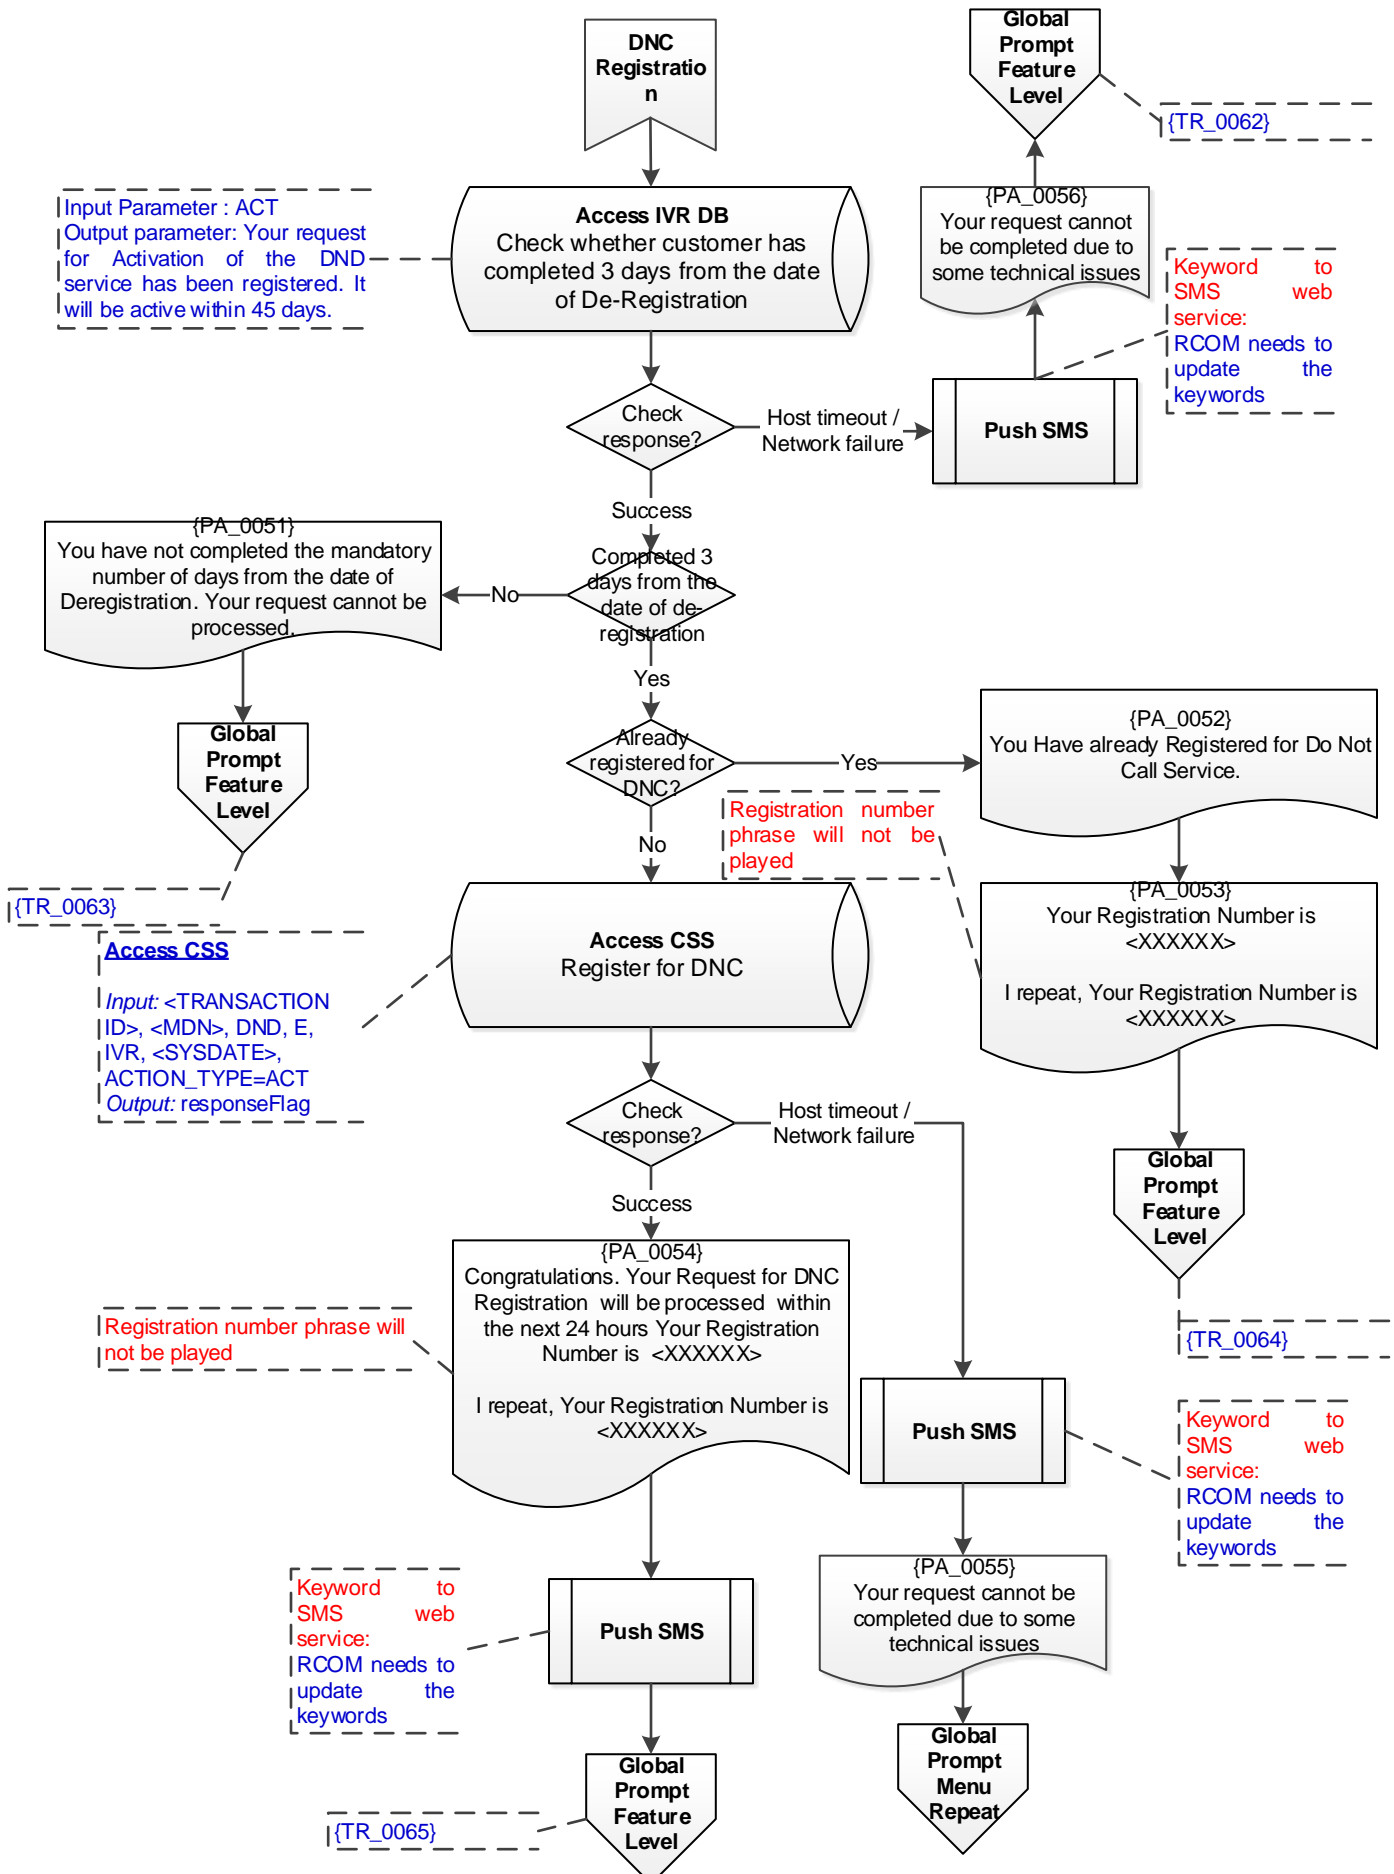 DNC
Registratio
n
Global
Prompt
Feature
Level
{TR_0062}
Input Parameter : ACT
Output parameter: Your request
for Activation of the DND
service has been registered. It
will be active within 45 days.
Access IVR DB
Check whether customer has
completed 3 days from the date
of De-Registration
{PA_0056}
Your request cannot
be completed due to
some technical issues
Keyword to
SMS web
service:
RCOM needs to
update the
keywords
Check
response?
Host timeout /
Network failure
Push SMS
Success
{PA_0051}
You have not completed the mandatory
number of days from the date of
Deregistration. Your request cannot be
processed.
No
Completed 3
days from the
date of de-
registration
Yes
Global
Prompt
Feature
Level
Already
registered for
DNC?
Yes
{PA_0052}
You Have already Registered for Do Not
Call Service.
Registration number
phrase will not be
played
No
{TR_0063}
{PA_0053}
Your Registration Number is
<XXXXXX>
I repeat, Your Registration Number is
<XXXXXX>
Access CSS
Input: <TRANSACTION
ID>, <MDN>, DND, E,
IVR, <SYSDATE>,
ACTION_TYPE=ACT
Output: responseFlag
Access CSS
Register for DNC
Check
response?
Host timeout /
Network failure
Success
Global
Prompt
Feature
Level
{TR_0064}
{PA_0054}
Congratulations. Your Request for DNC
Registration will be processed within
the next 24 hours Your Registration
Number is <XXXXXX>
I repeat, Your Registration Number is
<XXXXXX>
Registration number phrase will
not be played
Push SMS
Keyword to
SMS web
service:
RCOM needs to
update the
keywords
{PA_0055}
Your request cannot be
completed due to some
technical issues
Keyword to
SMS web
service:
RCOM needs to
update the
keywords
Push SMS
Global
Prompt
Menu
Repeat
Global
Prompt
Feature
Level
{TR_0065}